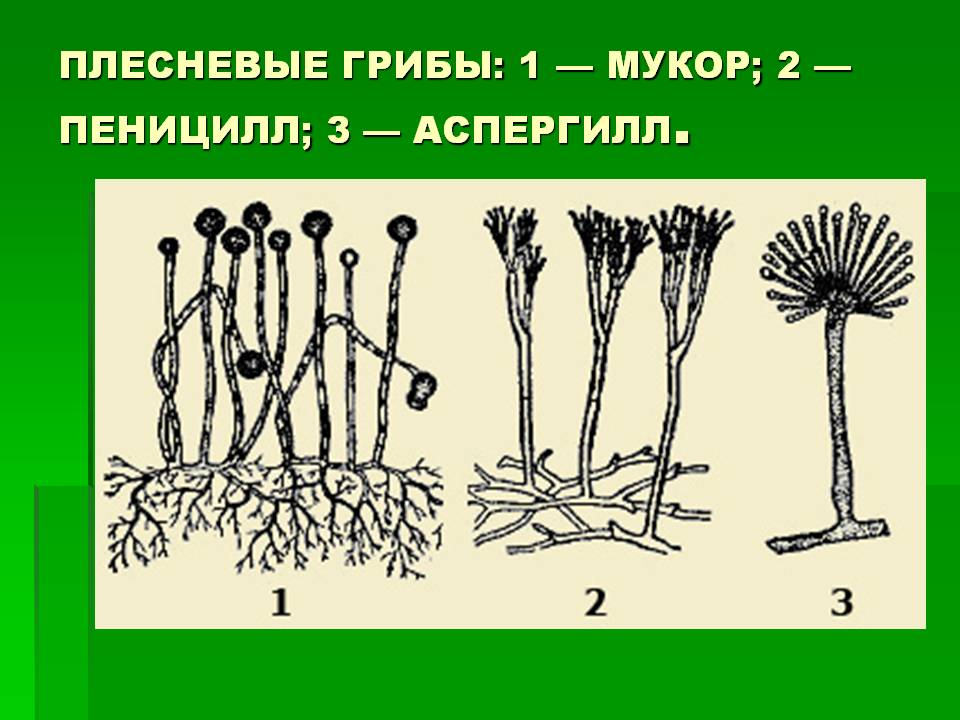 ПЛЕСНЕВЫЕ ГРИБЫ: 1 — МУКОР; 2 —
ПЕНИЦИЛЛ; 3 — АСПЕРГИЛЛ.
1 2 3